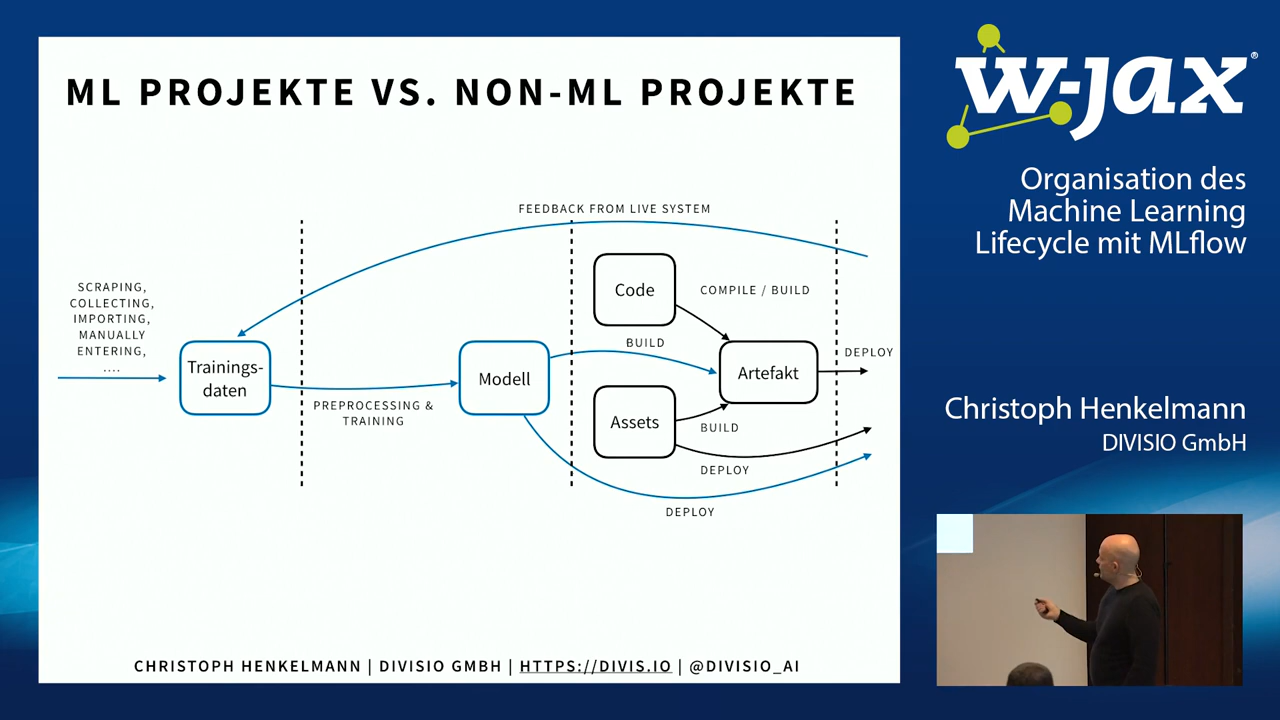 ML PROJEKTE VS. NON-ML PROJEKTE
FEEDBACK FROM LIVE SYSTEM
SCRAPING,
COLLECTING,
IMPORTING,
MANUALLY
ENTERING,
....
Trainings-
daten
PREPROCESSING &
TRAINING
Modell
Code
COMPILE / BUILD
BUILD
Artefakt
DEPLOY
Assets
BUILD
DEPLOY
DEPLOY
CHRISTOPH HENKELMANN | DIVISIO GMBH | HTTPS://DIVIS.IO | @DIVISIO_AI
w-jax®
Organisation des
Machine Learning
Lifecycle mit MLflow
Christoph Henkelmann
DIVISIO GmbH